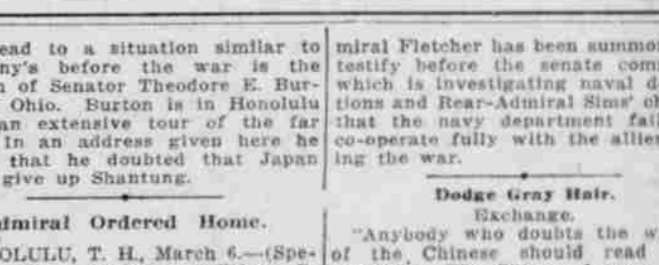 ead to a situation similar to
ny's before the war is the
n of Senator Theodore E. Bur-
Ohio. Burton is in Honolulu
an extensive tour of the far
In an address given here he
that he doubted that Japan
give up Shantung.
dmiral Ordered Home.
OLULU, T. H., March 6.—(Spe-
miral Fletcher has been summo
testify before the senate com
which is investigating naval d
tions and Rear-Admiral Sims' ch
that the navy department fail
co-operate fully with the allie
ing the war.
Dodge Gray Hair.
Exchange.
"Anybody who doubts the w
of the Chinese should read